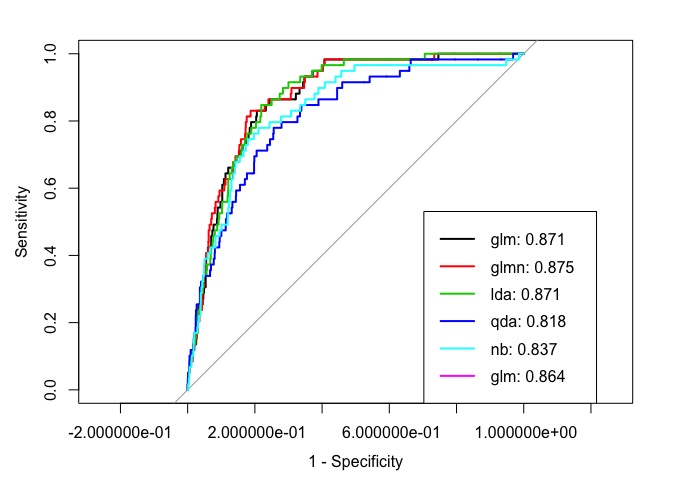 1.0
0.8
0.6
0.4
0.2
0.0
Sensitivity
glm: 0.871
glmn: 0.875
lda: 0.871
qda: 0.818
nb: 0.837
glm: 0.864
-2.000000e-01 2.000000e-01 6.000000e-01 1.000000e+00
1 - Specificity